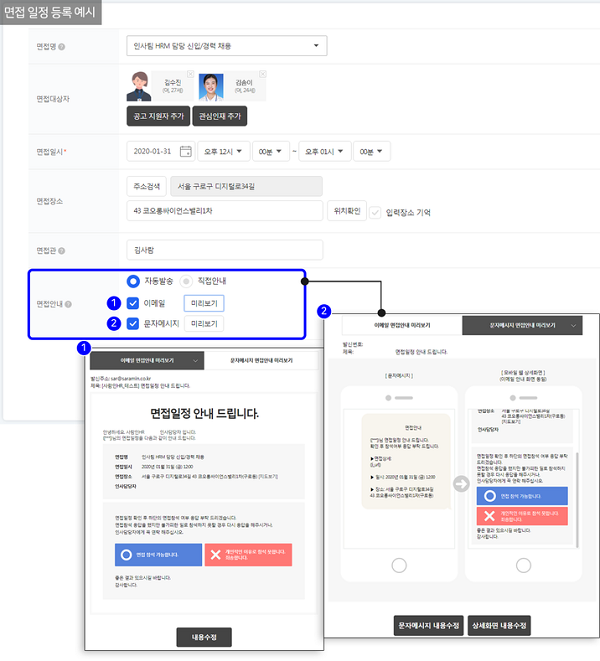 면접 일정 등록 예시
면접명
인사팀 HRM 담당 신입/경력 채용
면접대상자
김수진
(여, 27세)
김송이
(여, 24세)
공고 지원자 추가
관심인재 추가
면접일시*
2020-01-31
오후 12시
00분
~
오후 01시
00분
면접장소
주소검색
서울 구로구 디지털로34길
43 코오롱싸이언스밸리1차
위치확인
입력장소 기억
면접관
김사람
면접안내
자동발송
직접안내
1
이메일
미리보기
2
문자메시지
미리보기
1
이메일 면접안내 미리보기
문자메시지 면접안내 미리보기
발신주소: sar@saramin.co.kr
제목: [사람인HR_테스트] 면접일정 안내 드립니다.
면접일정 안내 드립니다.
안녕하세요. 사람인HR 인사담당자 입니다.
면접명
인사팀 HRM 담당 신입/경력 채용
면접일시
2020년 01월 31일 (금) 12:00
면접장소
서울 구로구 디지털로34길 43 코오롱싸이언스밸리1차(구로동) [지도보기]
인사담당자
면접일정 확인 후 하단의 면접참석 여부 응답 부탁 드리겠습니다.
면접참석 응답을 했지만 불가피한 일로 참석하지 못할 경우 다시 응답을 해주시거나,
인사담당자에게 꼭 연락 해주십시오.
면접 참석 가능합니다.
개인적인 이유로 참석 못합니다.
죄송합니다.
좋은 결과 있으시길 바랍니다.
감사합니다.
내용수정
2
이메일 면접안내 미리보기
문자메시지 면접안내 미리보기
발신번호:
제목:
면접일정 안내 드립니다.
[ 문자메시지 ]
[ 모바일 웹 상세화면 ]
(이메일 안내 화면 동일)
면접안내
면접일정 안내 드립니다.
확인 후 참석여부 응답 부탁드립니다.
▶면접상세:
[Url]
▶ 일시: 2020년 01월 31일 (금) 12:00
▶ 장소: 서울 구로구 디지털로34길
43 코오롱싸이언스밸리1차(구로동)
면접장소
서울 구로구 디지털로34길
43 코오롱싸이언스밸리1차(구로동)
[지도보기]
인사담당자
면접일정 확인 후 하단의 면접참석 여부 응답 부탁
드리겠습니다.
면접참석 응답을 했지만 불가피한 일로 참석하지
못할 경우 다시 응답을 해주시거나,
인사담당자에게 꼭 연락 해주십시오.
면접 참석 가능합니다.
개인적인 이유로 참석 못합니다.
죄송합니다.
좋은 결과 있으시길 바랍니다.
감사합니다.
문자메시지 내용수정
상세화면 내용수정